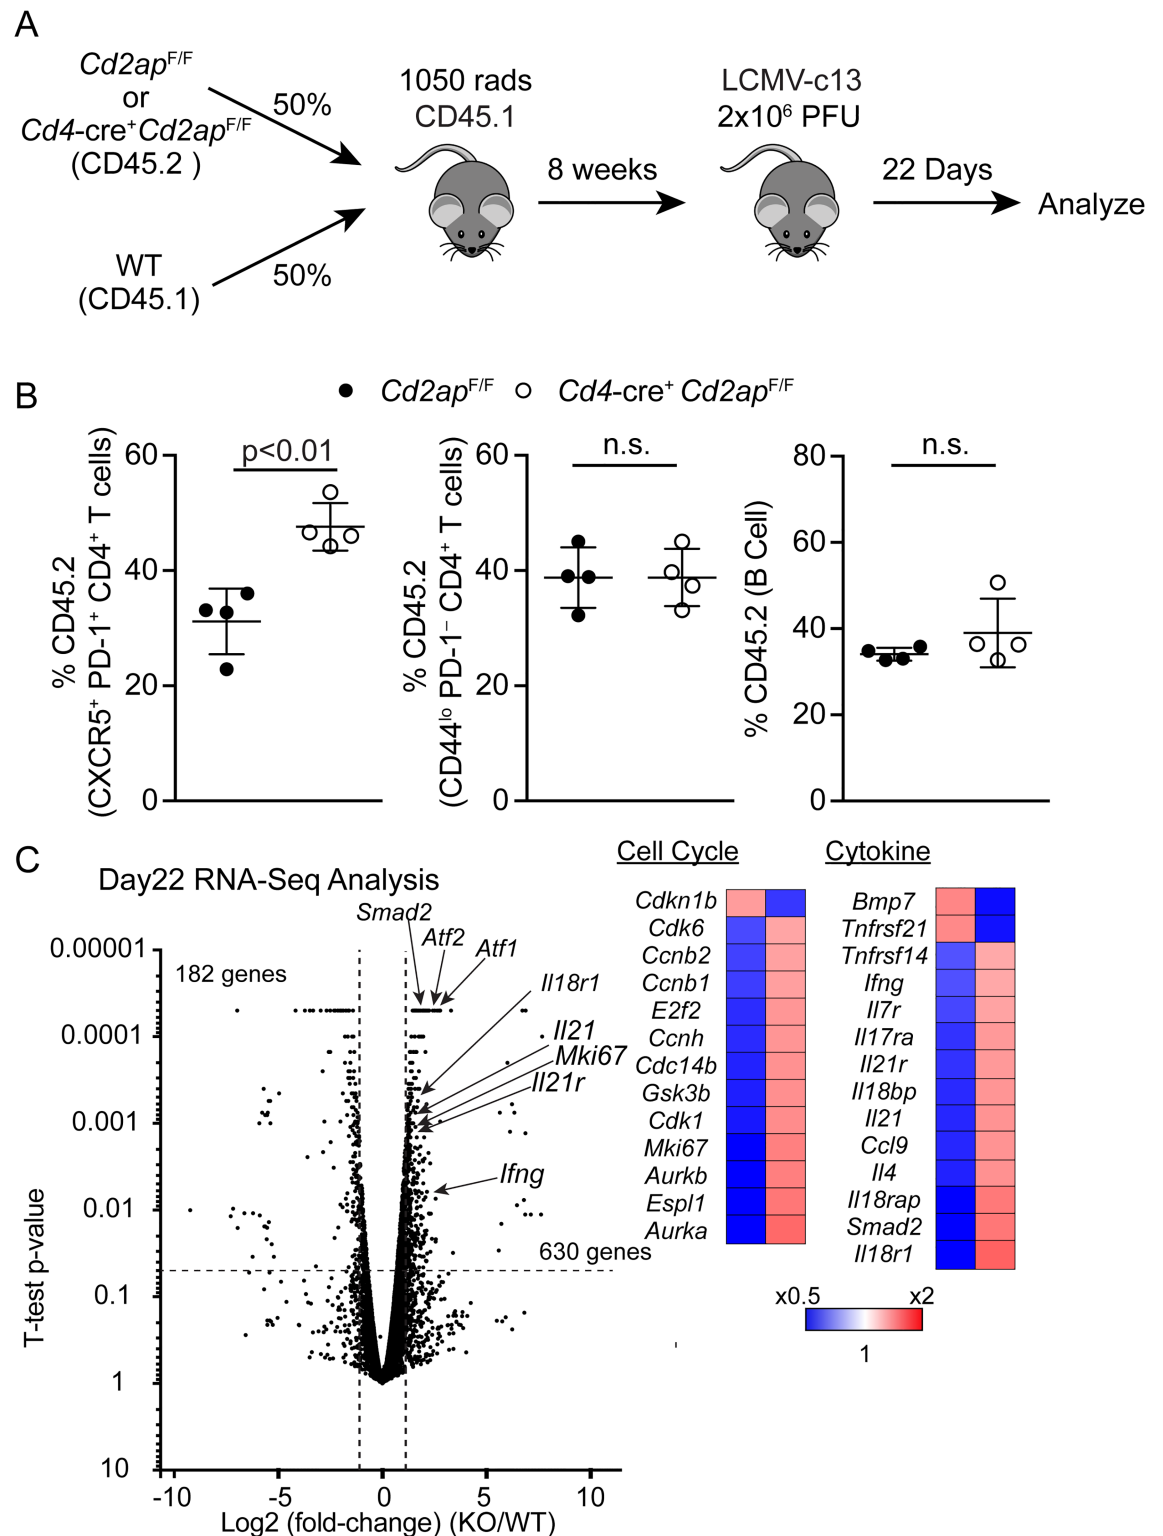 A
Cd2ap^F/F
or
Cd4-cre⁺Cd2ap^F/F
(CD45.2 )
50%
WT
(CD45.1)
50%
1050 rads
CD45.1
8 weeks
LCMV-c13
2x10⁶ PFU
22 Days
Analyze
B
Cd2ap^F/F
Cd4-cre⁺ Cd2ap^F/F
% CD45.2
(CXCR5⁺ PD-1⁺ CD4⁺ T cells)
60
40
20
0
p<0.01
% CD45.2
(CD44^lo PD-1⁻ CD4⁺ T cells)
60
40
20
0
n.s.
% CD45.2 (B Cell)
80
60
40
20
0
n.s.
C
Day22 RNA-Seq Analysis
T-test p-value
0.00001
0.0001
0.001
0.01
0.1
1
10
182 genes
630 genes
Smad2
Atf2
Atf1
Il18r1
Il21
Mki67
Il21r
Ifng
-10
-5
0
5
10
Log2 (fold-change) (KO/WT)
Cell Cycle
Cdkn1b
Cdk6
Ccnb2
Ccnb1
E2f2
Ccnh
Cdc14b
Gsk3b
Cdk1
Mki67
Aurkb
Espl1
Aurka
Cytokine
Bmp7
Tnfrsf21
Tnfrsf14
Ifng
Il7r
Il17ra
Il21r
Il18bp
Il21
Ccl9
Il4
Il18rap
Smad2
Il18r1
x0.5
x2
1